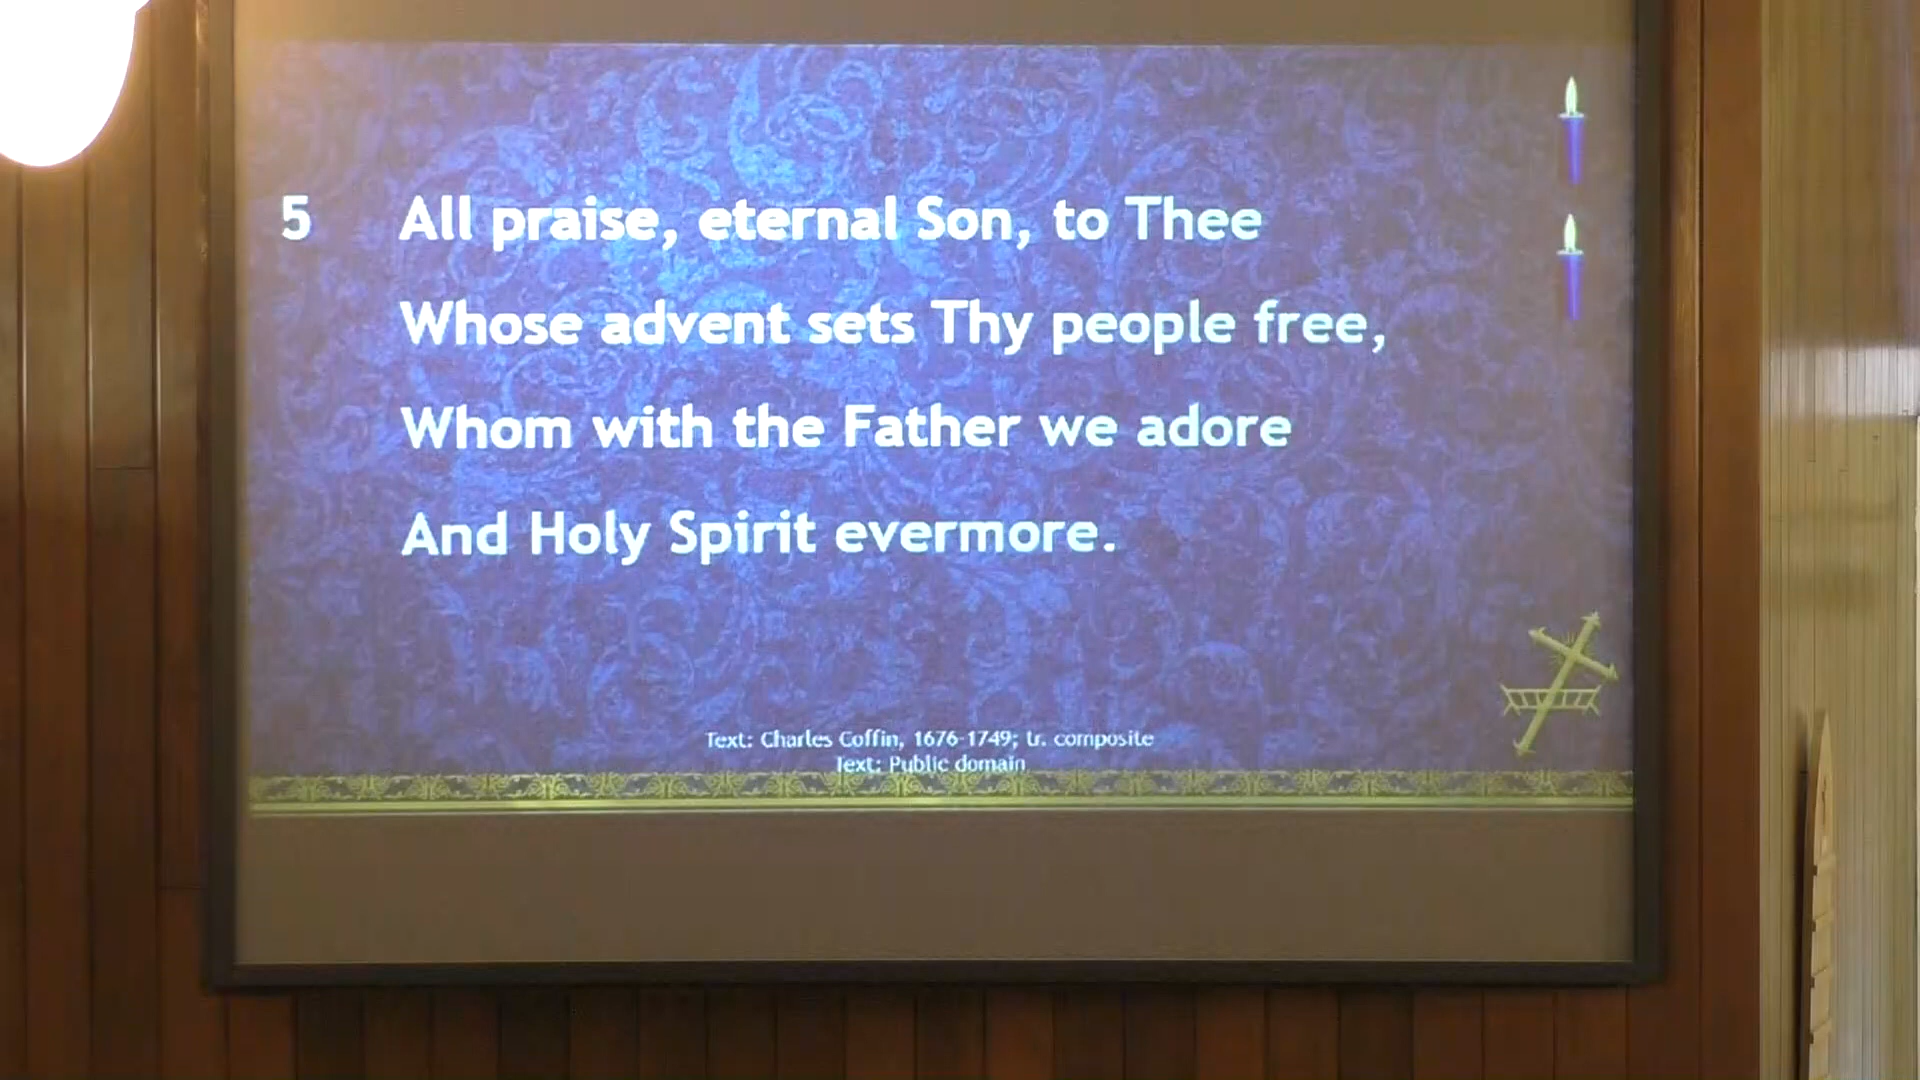 5 All praise, eternal Son, to Thee
Whose advent sets Thy people free,
Whom with the Father we adore
And Holy Spirit evermore.
Text: Charles Coffin, 1676-1749; tr. composite
Text: Public domain